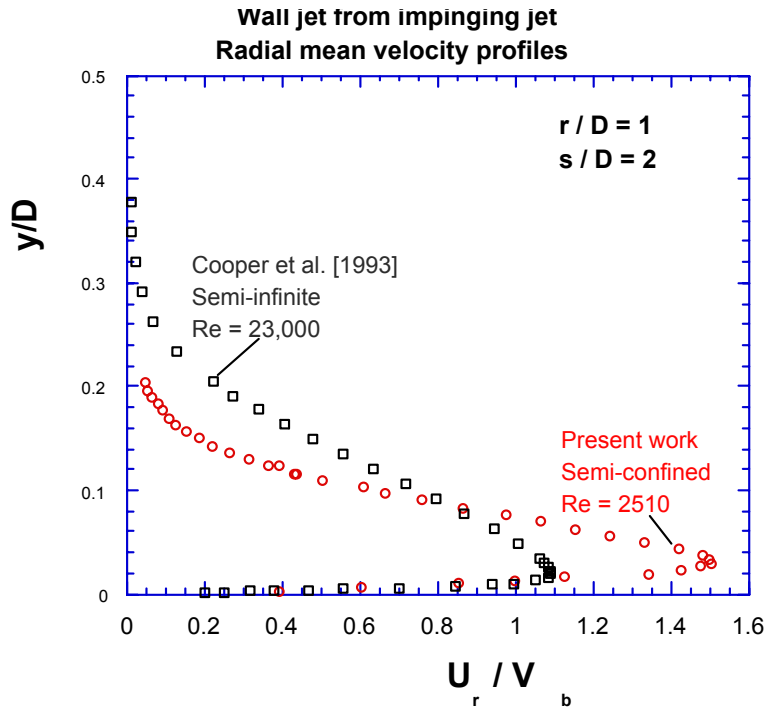 Wall jet from impinging jet
Radial mean velocity profiles
0.5
r / D = 1
s / D = 2
0.4
y/D
Cooper et al. [1993]
Semi-infinite
Re = 23,000
0.3
0.2
Present work
Semi-confined
Re = 2510
0.1
0
0 0.2 0.4 0.6 0.8 1 1.2 1.4 1.6
U_r / V_b